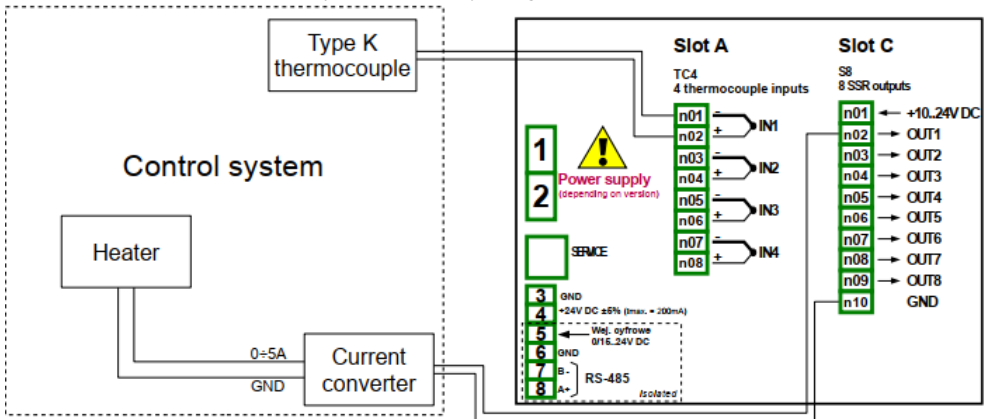 Type K
thermocouple
Control system
Heater
0÷5A
GND
Current
converter
Slot A
TC4
4 thermocouple inputs
n01 -
n02 +
IN1
n03 -
n04 +
IN2
n05 -
n06 +
IN3
n07 -
n08 +
IN4
Slot C
S8
8 SSR outputs
n01 +10..24V DC
n02 OUT1
n03 OUT2
n04 OUT3
n05 OUT4
n06 OUT5
n07 OUT6
n08 OUT7
n09 OUT8
n10 GND
1
2
!
Power supply
(depending on version)
SERVICE
3 GND
4 +24V DC ±5% (Imax. = 200mA)
5 Wej. cyfrowe
0/15..24V DC
6 GND
7 B-
8 A+
RS-485
Isolated